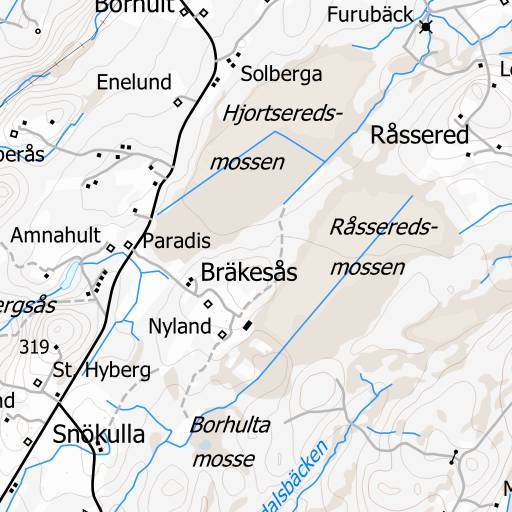 Borhult
Furubäck
Enelund
Solberga
Hjortsereds-
mossen
Råssered
Amnahult
Paradis
Råssereds-
mossen
Bräkesås
Nyland
319
St. Hyberg
Snökulla
Borhulta
mosse